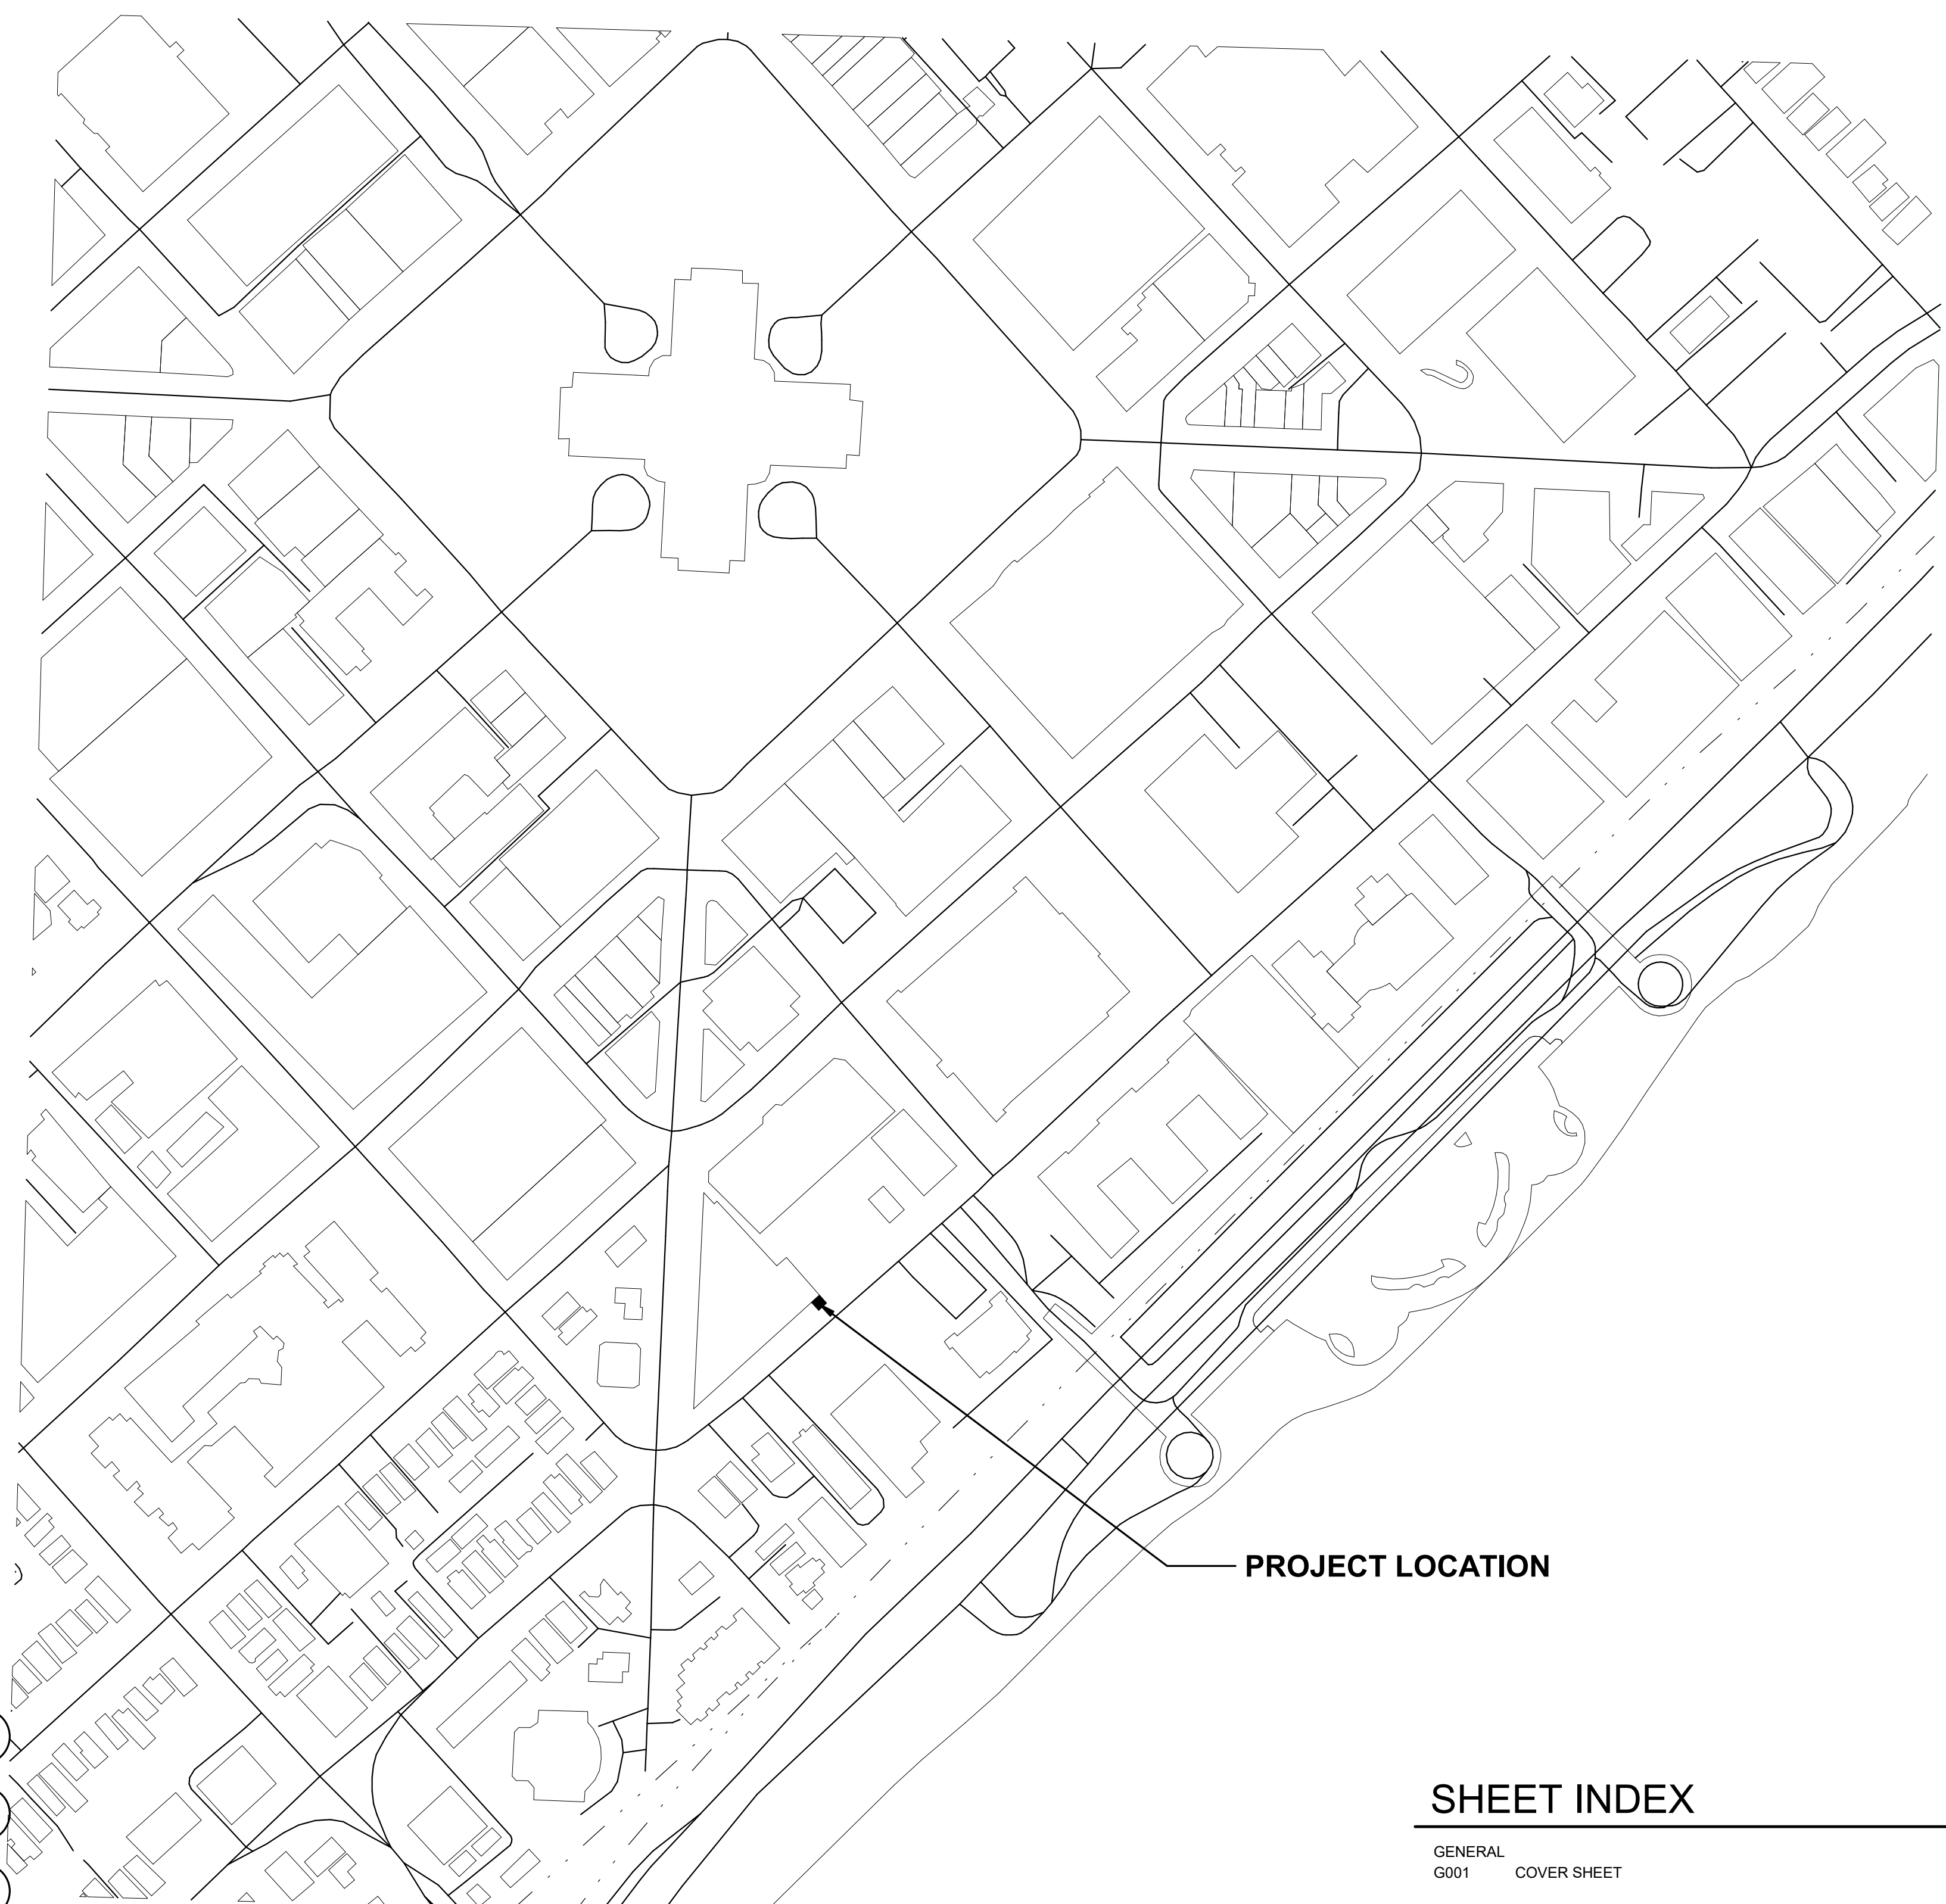 PROJECT LOCATION
SHEET INDEX
GENERAL
G001 COVER SHEET